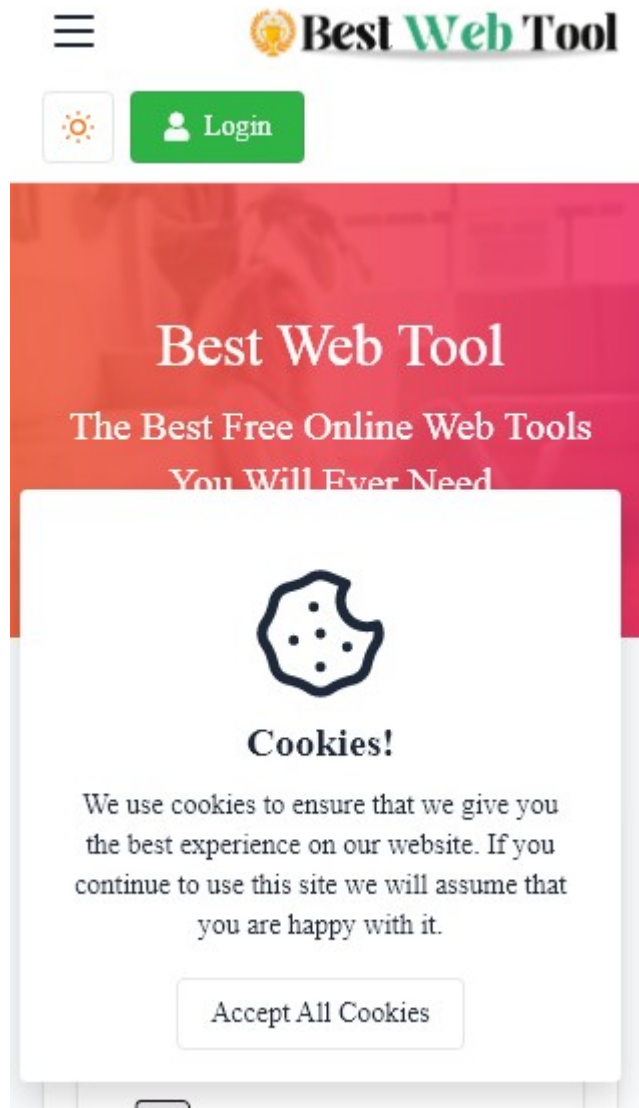 Best Web Tool
Login
Best Web Tool
The Best Free Online Web Tools
You Will Ever Need
Cookies!
We use cookies to ensure that we give you
the best experience on our website. If you
continue to use this site we will assume that
you are happy with it.
Accept All Cookies